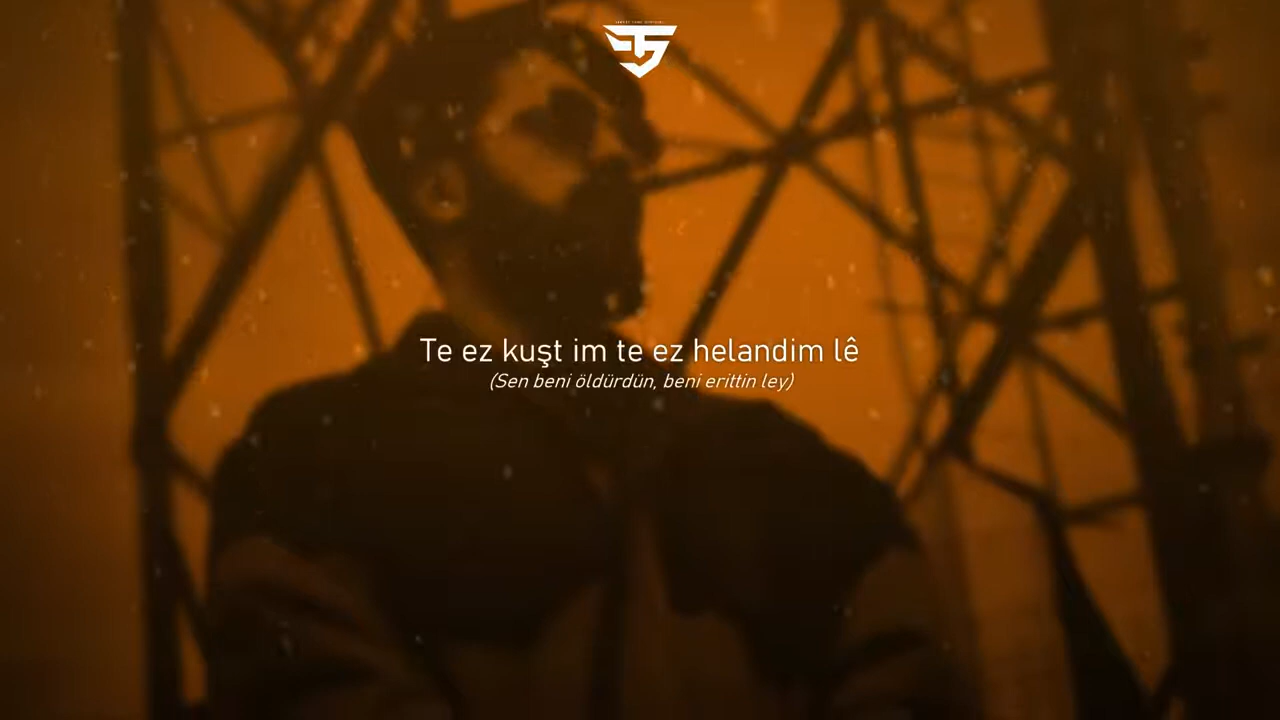 Te ez kuşt im te ez helandim lê
(Sen beni öldürdün, beni erittin ley)